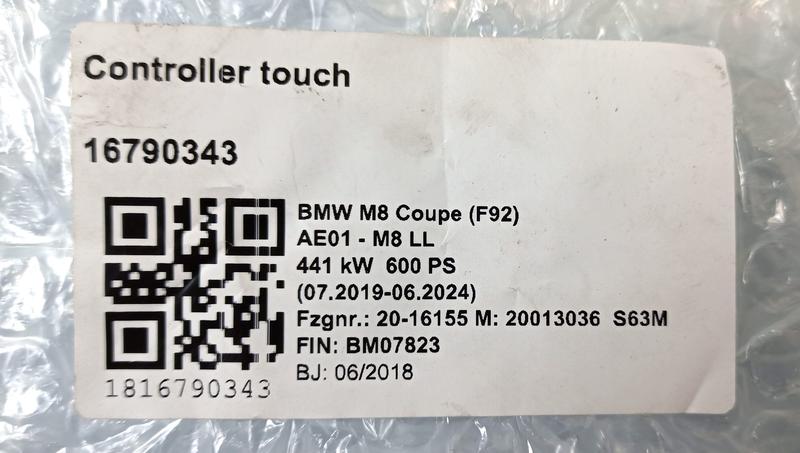 Controller touch
16790343
BMW M8 Coupe (F92)
AE01 - M8 LL
441 kW 600 PS
(07.2019-06.2024)
Fzgnr.: 20-16155 M: 20013036 S63M
FIN: BM07823
BJ: 06/2018
1816790343